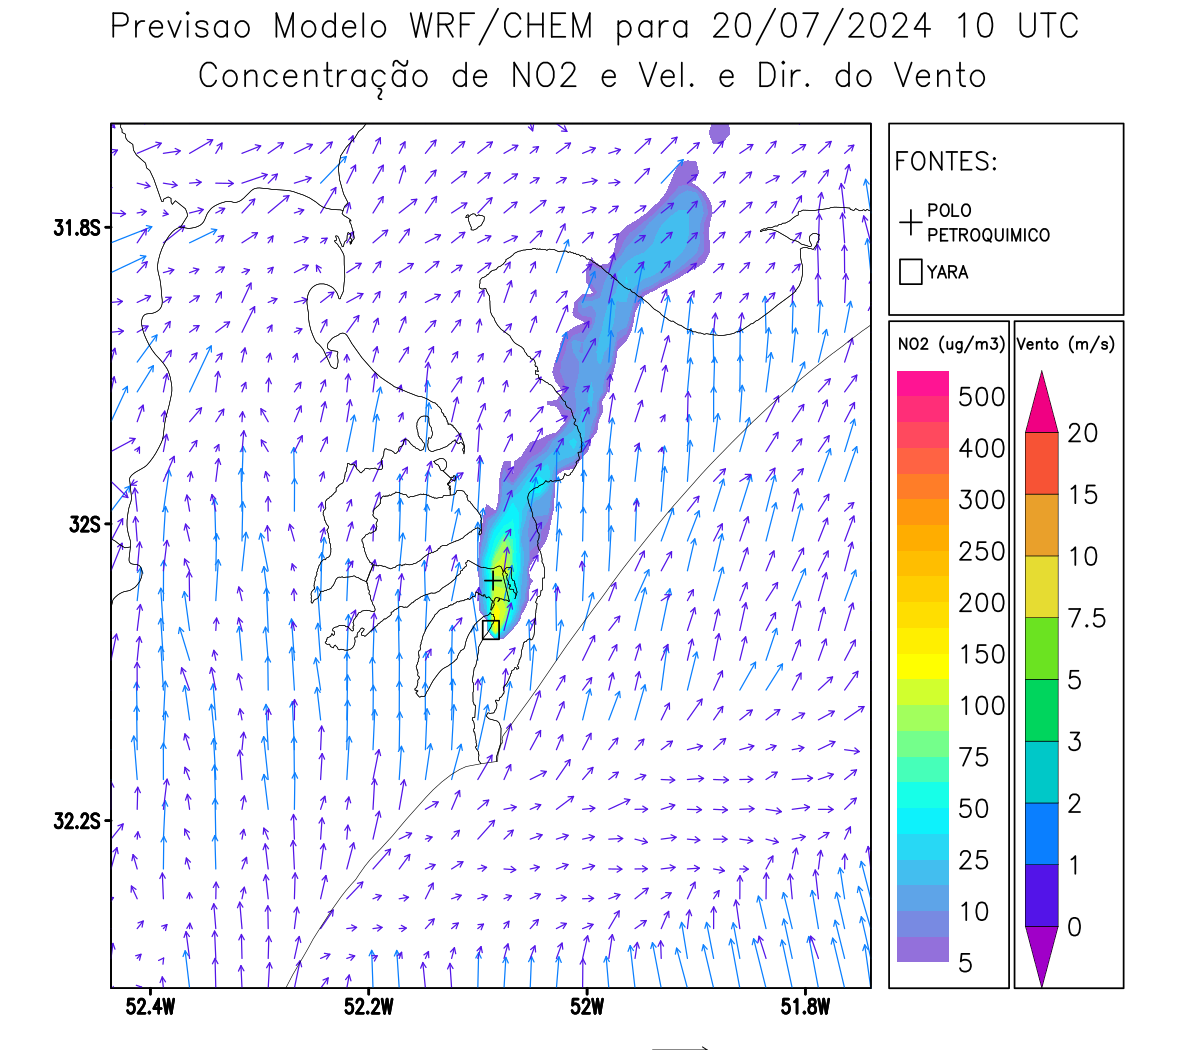 Previsao Modelo WRF/CHEM para 20/07/2024 10 UTC
Concentração de NO2 e Vel. e Dir. do Vento
FONTES:
POLO
PETROQUIMICO
YARA
31.8S
32S
32.2S
52.4W
52.2W
52W
51.8W
NO2 (ug/m3)
500
400
300
250
200
150
100
75
50
25
10
5
Vento (m/s)
20
15
10
7.5
5
3
2
1
0